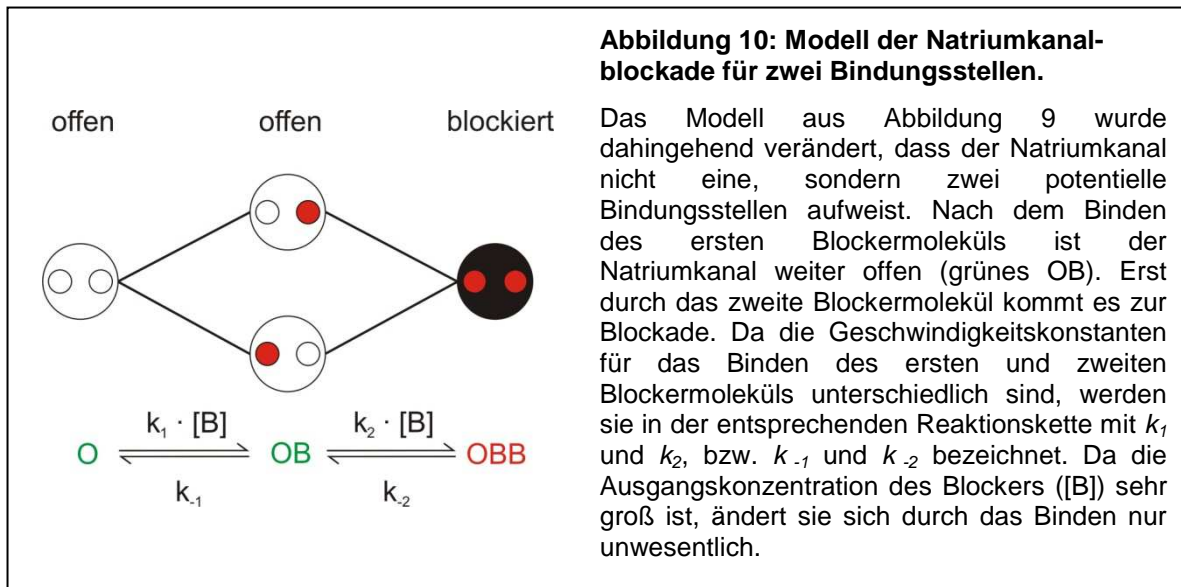 Abbildung 10: Modell der Natriumkanal-
blockade für zwei Bindungsstellen.
offen offen blockiert
Das Modell aus Abbildung 9 wurde
dahingehend verändert, dass der Natriumkanal
nicht eine, sondern zwei potentielle
Bindungsstellen aufweist. Nach dem Binden
des ersten Blockermoleküls ist der
Natriumkanal weiter offen (grünes OB). Erst
durch das zweite Blockermolekül kommt es zur
Blockade. Da die Geschwindigkeitskonstanten
für das Binden des ersten und zweiten
Blockermoleküls unterschiedlich sind, werden
sie in der entsprechenden Reaktionskette mit k₁
und k₂, bzw. k ₋₁ und k ₋₂ bezeichnet. Da die
Ausgangskonzentration des Blockers ([B]) sehr
groß ist, ändert sie sich durch das Binden nur
unwesentlich.
k₁ · [B] k₂ · [B]
O ⇌ OB ⇌ OBB
k₋₁ k₋₂